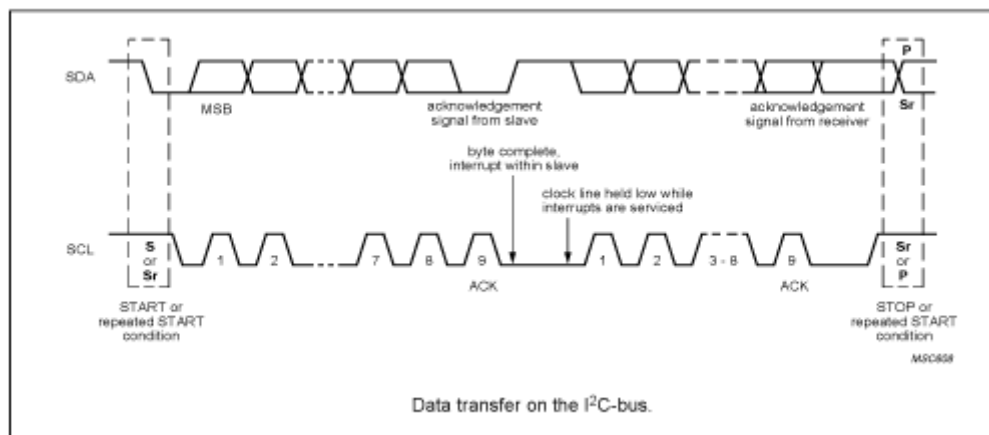 P
SDA
MSB
acknowledgement
signal from slave
acknowledgement
signal from receiver
Sr
byte complete,
interrupt within slave
clock line held low while
interrupts are serviced
SCL
S
or
Sr
1
2
7
8
9
1
2
3 - 8
9
Sr
or
P
ACK
ACK
START or
repeated START
condition
STOP or
repeated START
condition
MSC608
Data transfer on the I²C-bus.